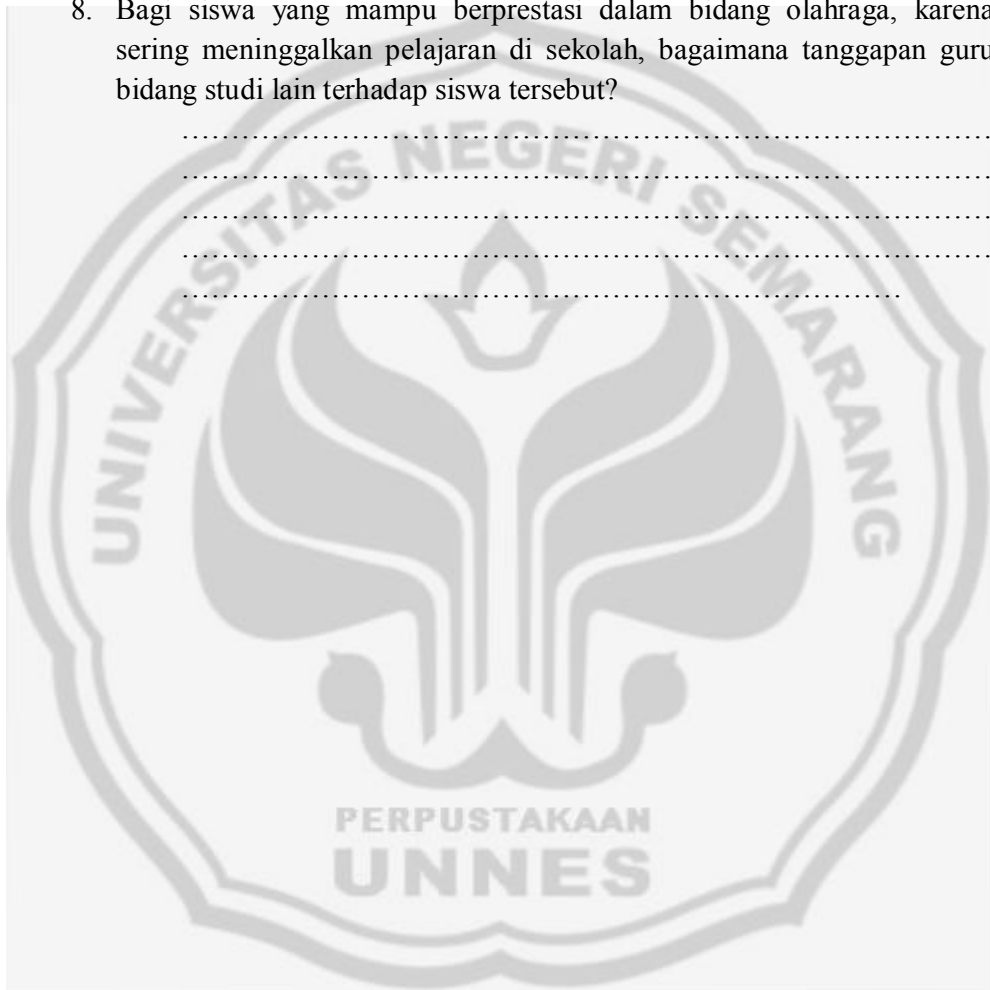 8. Bagi siswa yang mampu berprestasi dalam bidang olahraga, karena
sering meninggalkan pelajaran di sekolah, bagaimana tanggapan guru
bidang studi lain terhadap siswa tersebut?
……………………………………………………………………………
……………………………………………………………………………
……………………………………………………………………………
……………………………………………………………………………
……………………………………………………………………
UNIVERSITAS NEGERI SEMARANG
PERPUSTAKAAN
UNNES